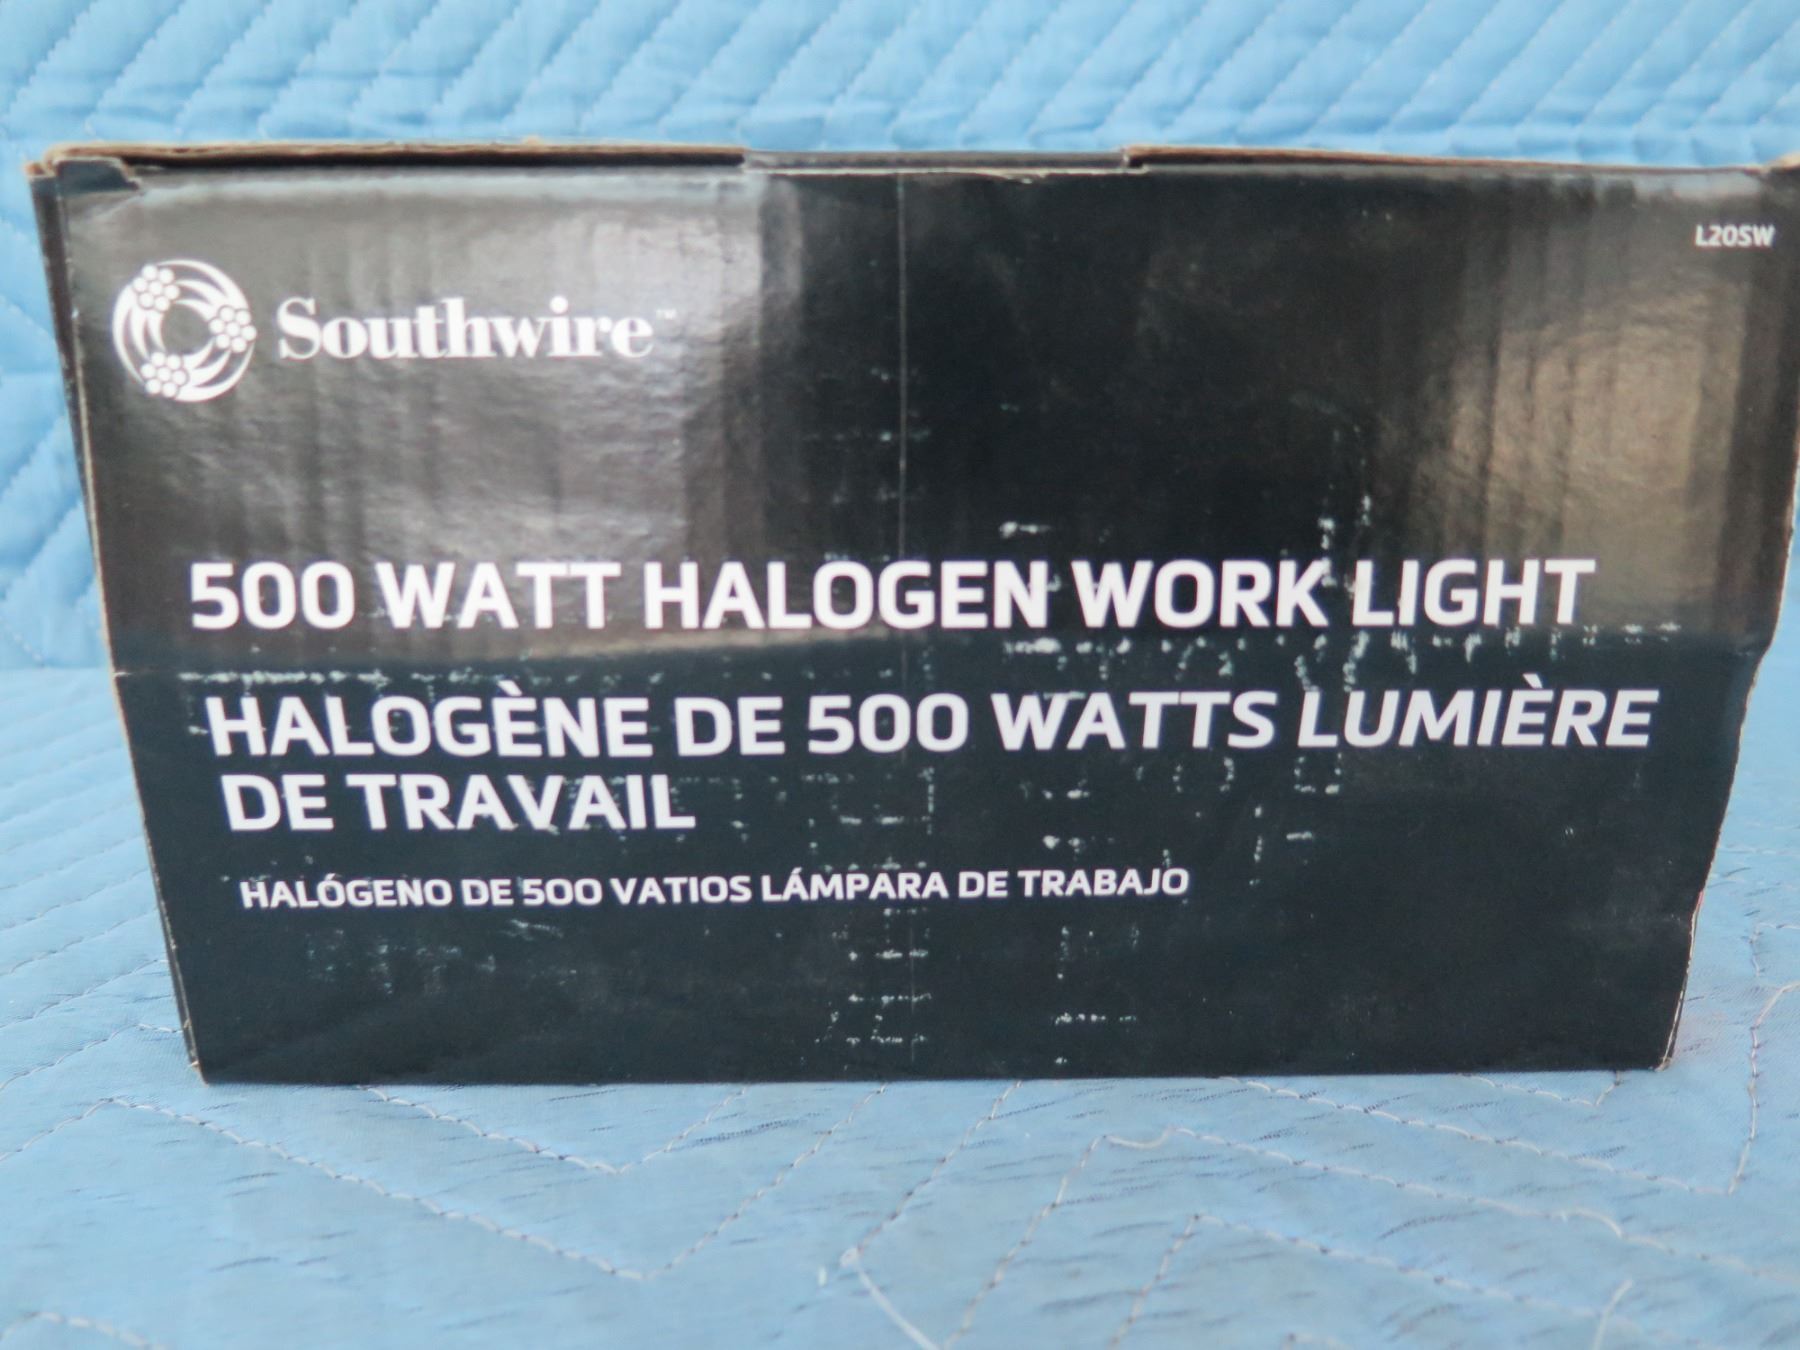 L20SW
Southwire™
500 WATT HALOGEN WORK LIGHT
HALOGÈNE DE 500 WATTS LUMIÈRE
DE TRAVAIL
HALÓGENO DE 500 VATIOS LÁMPARA DE TRABAJO